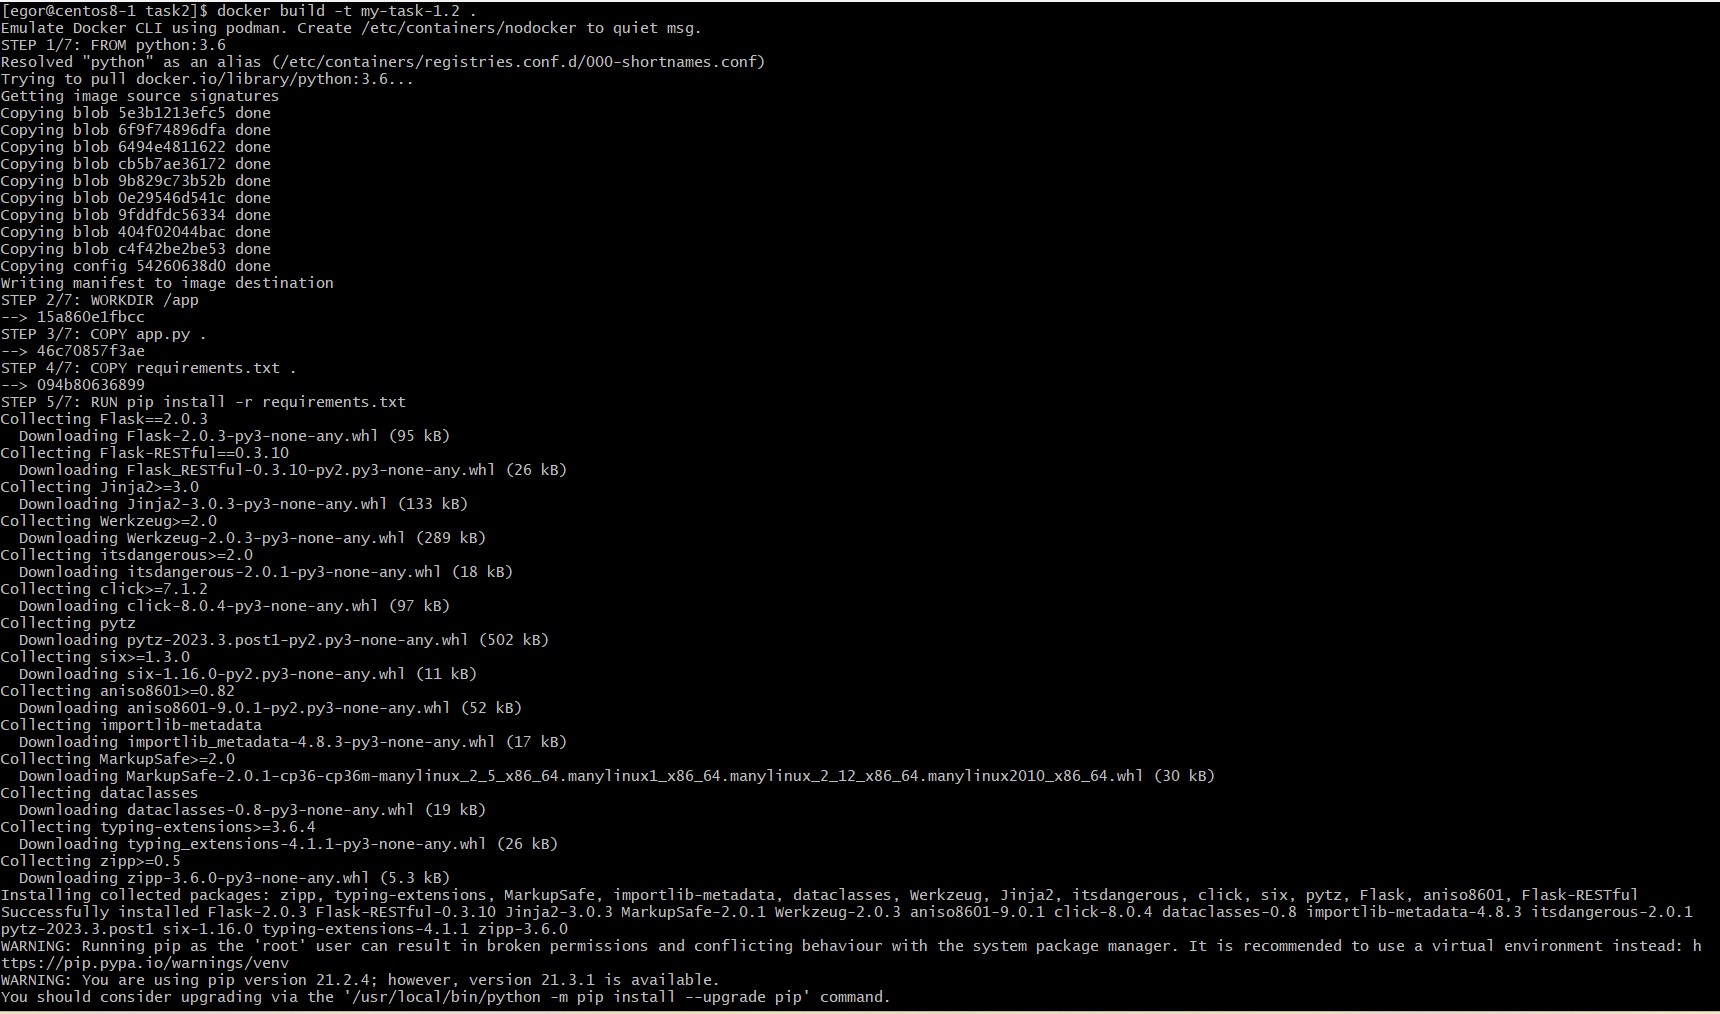 [egor@centos8-1 task2]$ docker build -t my-task-1.2 .
Emulate Docker CLI using podman. Create /etc/containers/nodocker to quiet msg.
STEP 1/7: FROM python:3.6
Resolved "python" as an alias (/etc/containers/registries.conf.d/000-shortnames.conf)
Trying to pull docker.io/library/python:3.6...
Getting image source signatures
Copying blob 5e3b1213efc5 done
Copying blob 6f9f74896dfa done
Copying blob 6494e4811622 done
Copying blob cb5b7ae36172 done
Copying blob 9b829c73b52b done
Copying blob 0e29546d541c done
Copying blob 9fddfdc56334 done
Copying blob 404f02044bac done
Copying blob c4f42be2be53 done
Copying config 54260638d0 done
Writing manifest to image destination
STEP 2/7: WORKDIR /app
--> 15a860e1fbcc
STEP 3/7: COPY app.py .
--> 46c70857f3ae
STEP 4/7: COPY requirements.txt .
--> 094b80636899
STEP 5/7: RUN pip install -r requirements.txt
Collecting Flask==2.0.3
  Downloading Flask-2.0.3-py3-none-any.whl (95 kB)
Collecting Flask-RESTful==0.3.10
  Downloading Flask_RESTful-0.3.10-py2.py3-none-any.whl (26 kB)
Collecting Jinja2>=3.0
  Downloading Jinja2-3.0.3-py3-none-any.whl (133 kB)
Collecting Werkzeug>=2.0
  Downloading Werkzeug-2.0.3-py3-none-any.whl (289 kB)
Collecting itsdangerous>=2.0
  Downloading itsdangerous-2.0.1-py3-none-any.whl (18 kB)
Collecting click>=7.1.2
  Downloading click-8.0.4-py3-none-any.whl (97 kB)
Collecting pytz
  Downloading pytz-2023.3.post1-py2.py3-none-any.whl (502 kB)
Collecting six>=1.3.0
  Downloading six-1.16.0-py2.py3-none-any.whl (11 kB)
Collecting aniso8601>=0.82
  Downloading aniso8601-9.0.1-py2.py3-none-any.whl (52 kB)
Collecting importlib-metadata
  Downloading importlib_metadata-4.8.3-py3-none-any.whl (17 kB)
Collecting MarkupSafe>=2.0
  Downloading MarkupSafe-2.0.1-cp36-cp36m-manylinux_2_5_x86_64.manylinux1_x86_64.manylinux_2_12_x86_64.manylinux2010_x86_64.whl (30 kB)
Collecting dataclasses
  Downloading dataclasses-0.8-py3-none-any.whl (19 kB)
Collecting typing-extensions>=3.6.4
  Downloading typing_extensions-4.1.1-py3-none-any.whl (26 kB)
Collecting zipp>=0.5
  Downloading zipp-3.6.0-py3-none-any.whl (5.3 kB)
Installing collected packages: zipp, typing-extensions, MarkupSafe, importlib-metadata, dataclasses, Werkzeug, Jinja2, itsdangerous, click, six, pytz, Flask, aniso8601, Flask-RESTful
Successfully installed Flask-2.0.3 Flask-RESTful-0.3.10 Jinja2-3.0.3 MarkupSafe-2.0.1 Werkzeug-2.0.3 aniso8601-9.0.1 click-8.0.4 dataclasses-0.8 importlib-metadata-4.8.3 itsdangerous-2.0.1
pytz-2023.3.post1 six-1.16.0 typing-extensions-4.1.1 zipp-3.6.0
WARNING: Running pip as the 'root' user can result in broken permissions and conflicting behaviour with the system package manager. It is recommended to use a virtual environment instead: h
ttps://pip.pypa.io/warnings/venv
WARNING: You are using pip version 21.2.4; however, version 21.3.1 is available.
You should consider upgrading via the '/usr/local/bin/python -m pip install --upgrade pip' command.